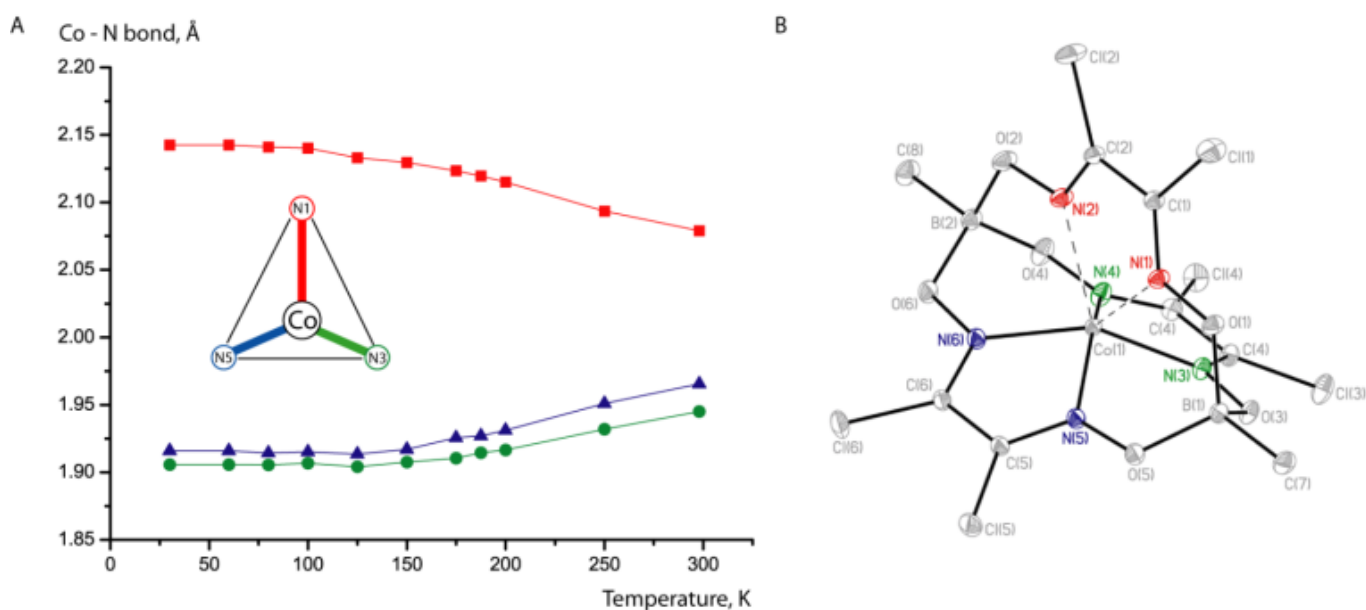 A
Co - N bond, Å
2.20
2.15
2.10
2.05
2.00
1.95
1.90
1.85
0
50
100
150
200
250
300
Temperature, K
N1
Co
N5
N3
B
Cl(2)
O(2)
C(2)
Cl(1)
C(8)
N(2)
C(1)
B(2)
O(4)
N(4)
N(1)
Cl(4)
O(6)
C(4)
O(1)
N(6)
Co(1)
C(4)
N(3)
Cl(3)
C(6)
B(1)
O(3)
Cl(6)
N(5)
C(5)
O(5)
C(7)
Cl(5)